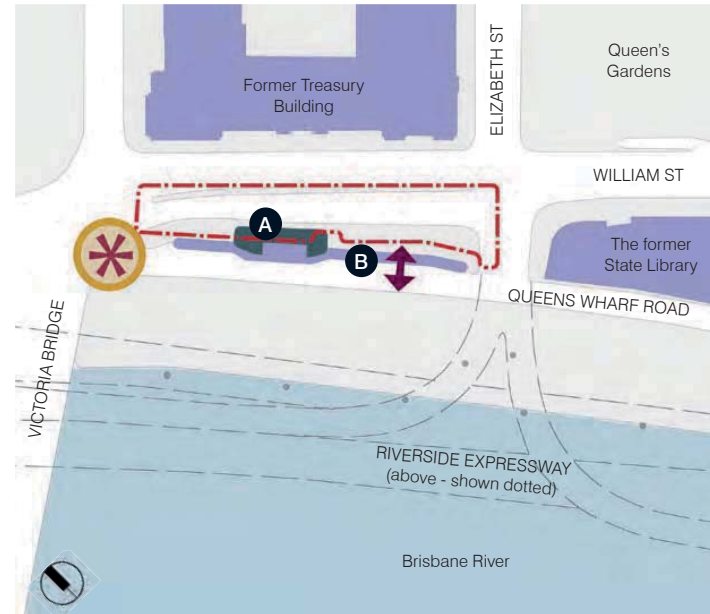 Former Treasury
Building
ELIZABETH ST
Queen's
Gardens
WILLIAM ST
A
B
The former
State Library
QUEENS WHARF ROAD
VICTORIA BRIDGE
RIVERSIDE EXPRESSWAY
(above - shown dotted)
Brisbane River